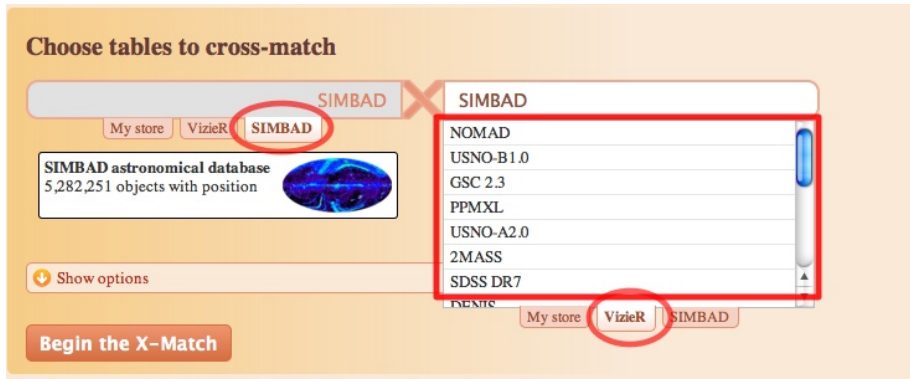 Choose tables to cross-match
SIMBAD
My store VizieR SIMBAD
SIMBAD astronomical database
5,282,251 objects with position
Show options
Begin the X-Match
SIMBAD
NOMAD
USNO-B1.0
GSC 2.3
PPMXL
USNO-A2.0
2MASS
SDSS DR7
DENIS
My store VizieR SIMBAD